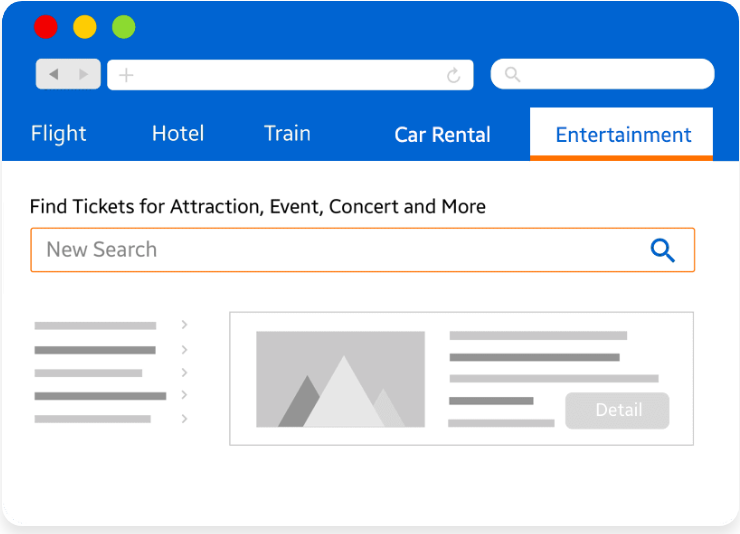 Flight Hotel Train Car Rental Entertainment
Find Tickets for Attraction, Event, Concert and More
New Search
Detail